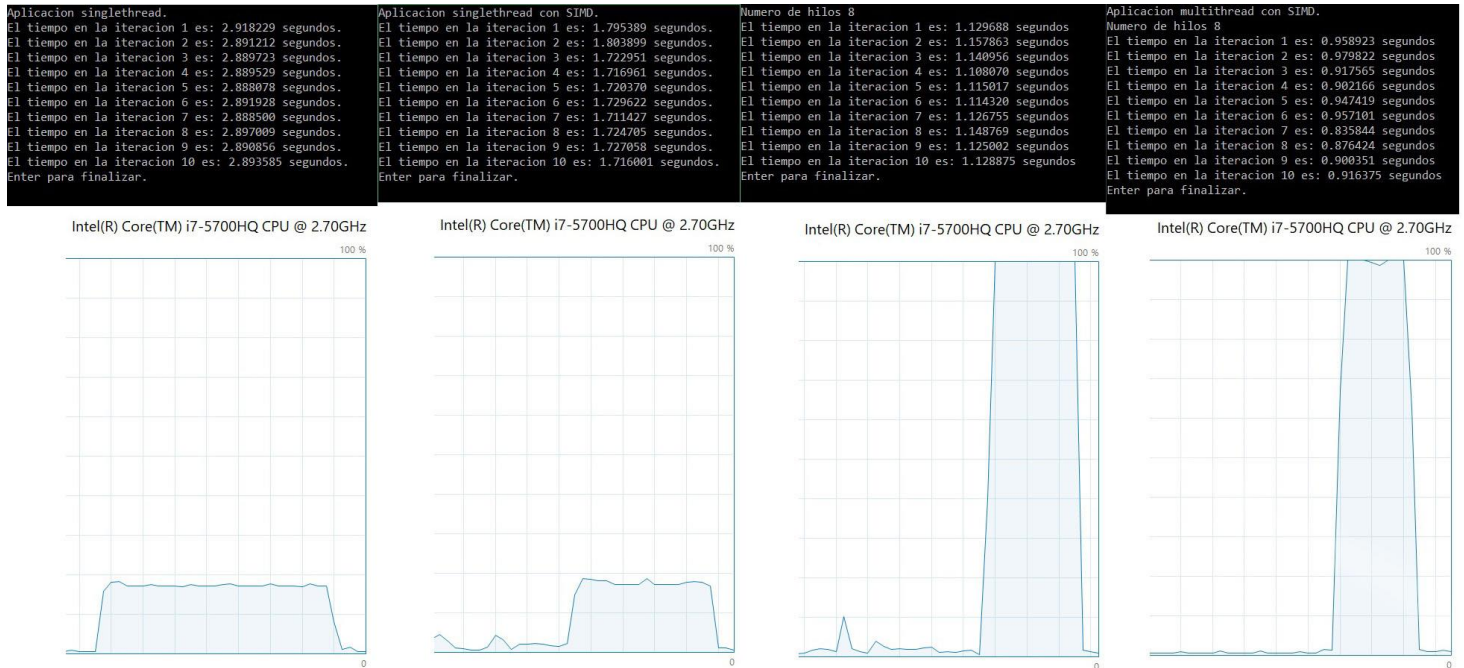 Aplicacion singlethread.
El tiempo en la iteracion 1 es: 2.918229 segundos.
El tiempo en la iteracion 2 es: 2.891212 segundos.
El tiempo en la iteracion 3 es: 2.889723 segundos.
El tiempo en la iteracion 4 es: 2.889529 segundos.
El tiempo en la iteracion 5 es: 2.888078 segundos.
El tiempo en la iteracion 6 es: 2.891928 segundos.
El tiempo en la iteracion 7 es: 2.888500 segundos.
El tiempo en la iteracion 8 es: 2.897009 segundos.
El tiempo en la iteracion 9 es: 2.890856 segundos.
El tiempo en la iteracion 10 es: 2.893585 segundos.
Enter para finalizar.
Aplicacion singlethread con SIMD.
El tiempo en la iteracion 1 es: 1.795389 segundos.
El tiempo en la iteracion 2 es: 1.803899 segundos.
El tiempo en la iteracion 3 es: 1.722951 segundos.
El tiempo en la iteracion 4 es: 1.716961 segundos.
El tiempo en la iteracion 5 es: 1.720370 segundos.
El tiempo en la iteracion 6 es: 1.729622 segundos.
El tiempo en la iteracion 7 es: 1.711427 segundos.
El tiempo en la iteracion 8 es: 1.724705 segundos.
El tiempo en la iteracion 9 es: 1.727058 segundos.
El tiempo en la iteracion 10 es: 1.716001 segundos.
Enter para finalizar.
Numero de hilos 8
El tiempo en la iteracion 1 es: 1.129688 segundos
El tiempo en la iteracion 2 es: 1.157863 segundos
El tiempo en la iteracion 3 es: 1.140956 segundos
El tiempo en la iteracion 4 es: 1.108070 segundos
El tiempo en la iteracion 5 es: 1.115017 segundos
El tiempo en la iteracion 6 es: 1.114320 segundos
El tiempo en la iteracion 7 es: 1.126755 segundos
El tiempo en la iteracion 8 es: 1.148769 segundos
El tiempo en la iteracion 9 es: 1.125002 segundos
El tiempo en la iteracion 10 es: 1.128875 segundos
Enter para finalizar.
Aplicacion multithread con SIMD.
Numero de hilos 8
El tiempo en la iteracion 1 es: 0.958923 segundos
El tiempo en la iteracion 2 es: 0.979822 segundos
El tiempo en la iteracion 3 es: 0.917565 segundos
El tiempo en la iteracion 4 es: 0.902166 segundos
El tiempo en la iteracion 5 es: 0.947419 segundos
El tiempo en la iteracion 6 es: 0.957101 segundos
El tiempo en la iteracion 7 es: 0.835844 segundos
El tiempo en la iteracion 8 es: 0.876424 segundos
El tiempo en la iteracion 9 es: 0.900351 segundos
El tiempo en la iteracion 10 es: 0.916375 segundos
Enter para finalizar.
Intel(R) Core(TM) i7-5700HQ CPU @ 2.70GHz
100 %
0
Intel(R) Core(TM) i7-5700HQ CPU @ 2.70GHz
100 %
0
Intel(R) Core(TM) i7-5700HQ CPU @ 2.70GHz
100 %
0
Intel(R) Core(TM) i7-5700HQ CPU @ 2.70GHz
100 %
0